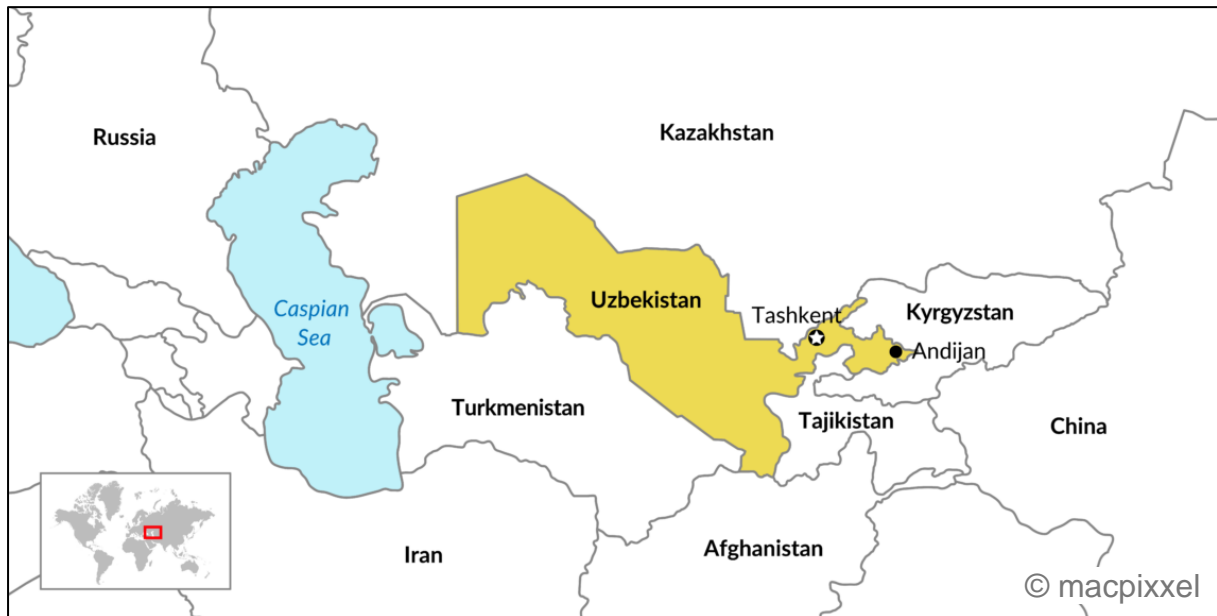 Russia
Kazakhstan
Caspian
Sea
Uzbekistan
Tashkent
Kyrgyzstan
Andijan
Turkmenistan
Tajikistan
China
Iran
Afghanistan
© macpixxel